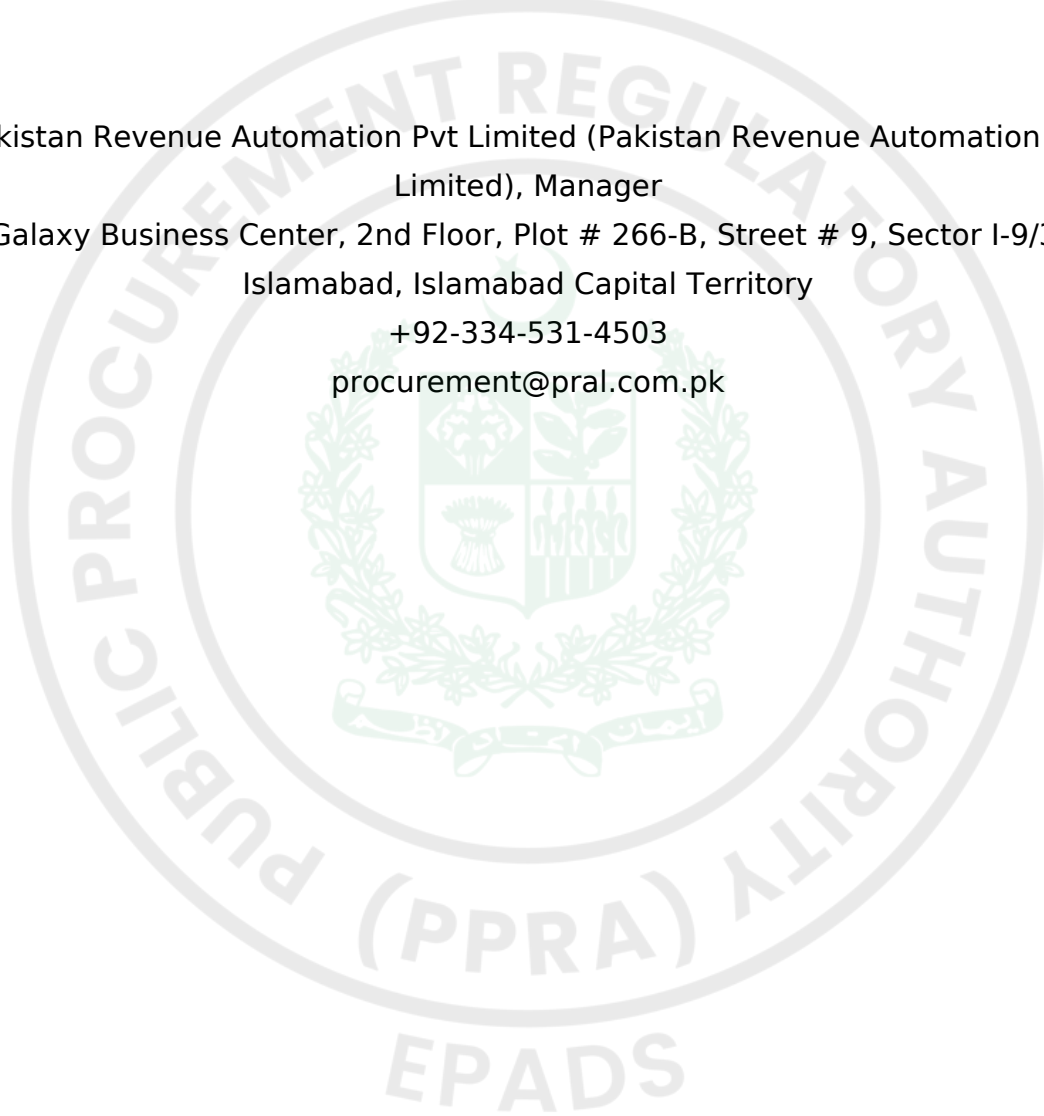 kistan Revenue Automation Pvt Limited (Pakistan Revenue Automation
Limited), Manager
Galaxy Business Center, 2nd Floor, Plot # 266-B, Street # 9, Sector I-9/3
Islamabad, Islamabad Capital Territory
+92-334-531-4503
procurement@pral.com.pk
PUBLIC PROCUREMENT REGULATORY AUTHORITY
(PPRA)
EPADS